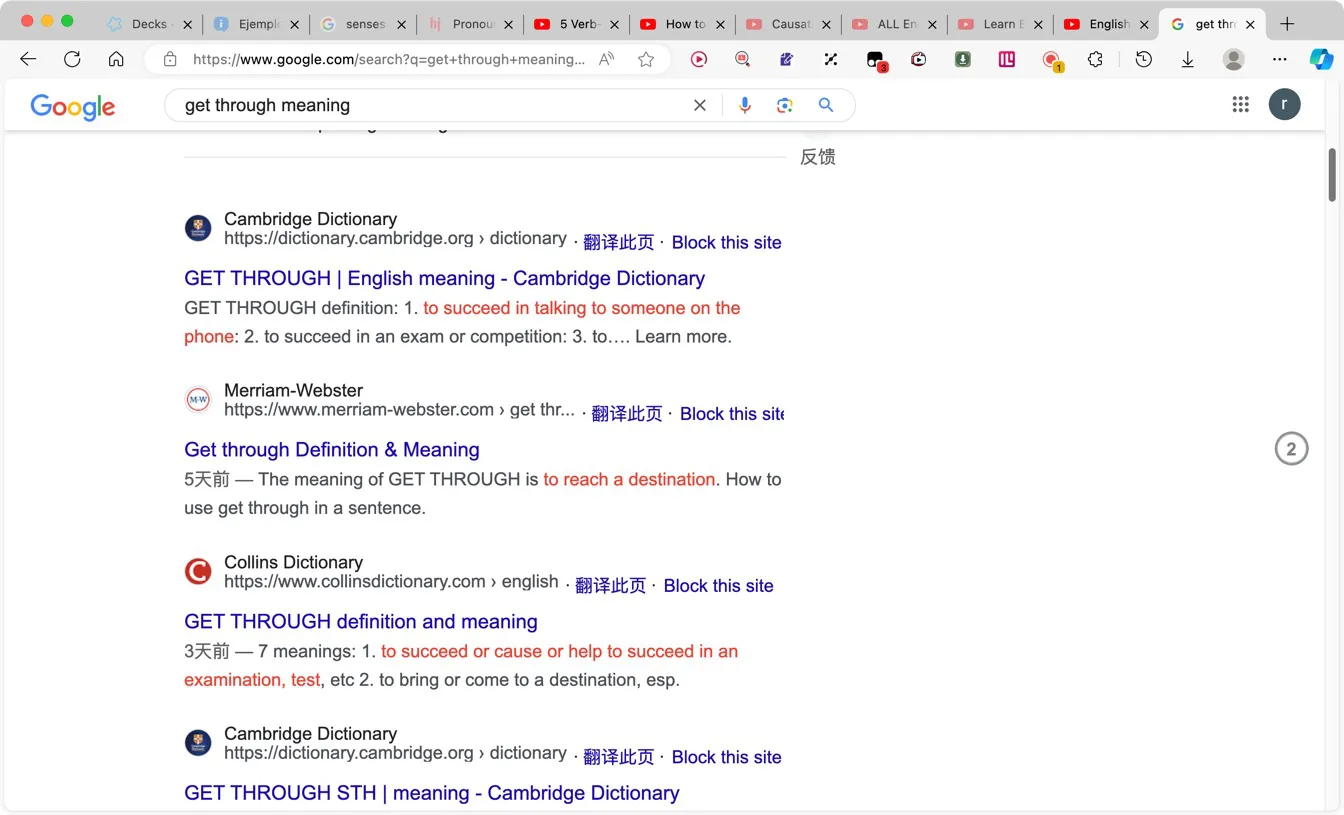 Decks
Ejempl
senses
Pronou
5 Verb-
How to
Causat
ALL En
Learn E
English
get thro
https://www.google.com/search?q=get+through+meaning...
3
1
Google
get through meaning
r
反馈
Cambridge Dictionary
https://dictionary.cambridge.org › dictionary · 翻译此页 · Block this site
GET THROUGH | English meaning - Cambridge Dictionary
GET THROUGH definition: 1. to succeed in talking to someone on the
phone: 2. to succeed in an exam or competition: 3. to…. Learn more.
M-W
Merriam-Webster
https://www.merriam-webster.com › get thr... · 翻译此页 · Block this site
Get through Definition & Meaning
5天前 — The meaning of GET THROUGH is to reach a destination. How to
use get through in a sentence.
2
Collins Dictionary
https://www.collinsdictionary.com › english · 翻译此页 · Block this site
GET THROUGH definition and meaning
3天前 — 7 meanings: 1. to succeed or cause or help to succeed in an
examination, test, etc 2. to bring or come to a destination, esp.
Cambridge Dictionary
https://dictionary.cambridge.org › dictionary · 翻译此页 · Block this site
GET THROUGH STH | meaning - Cambridge Dictionary